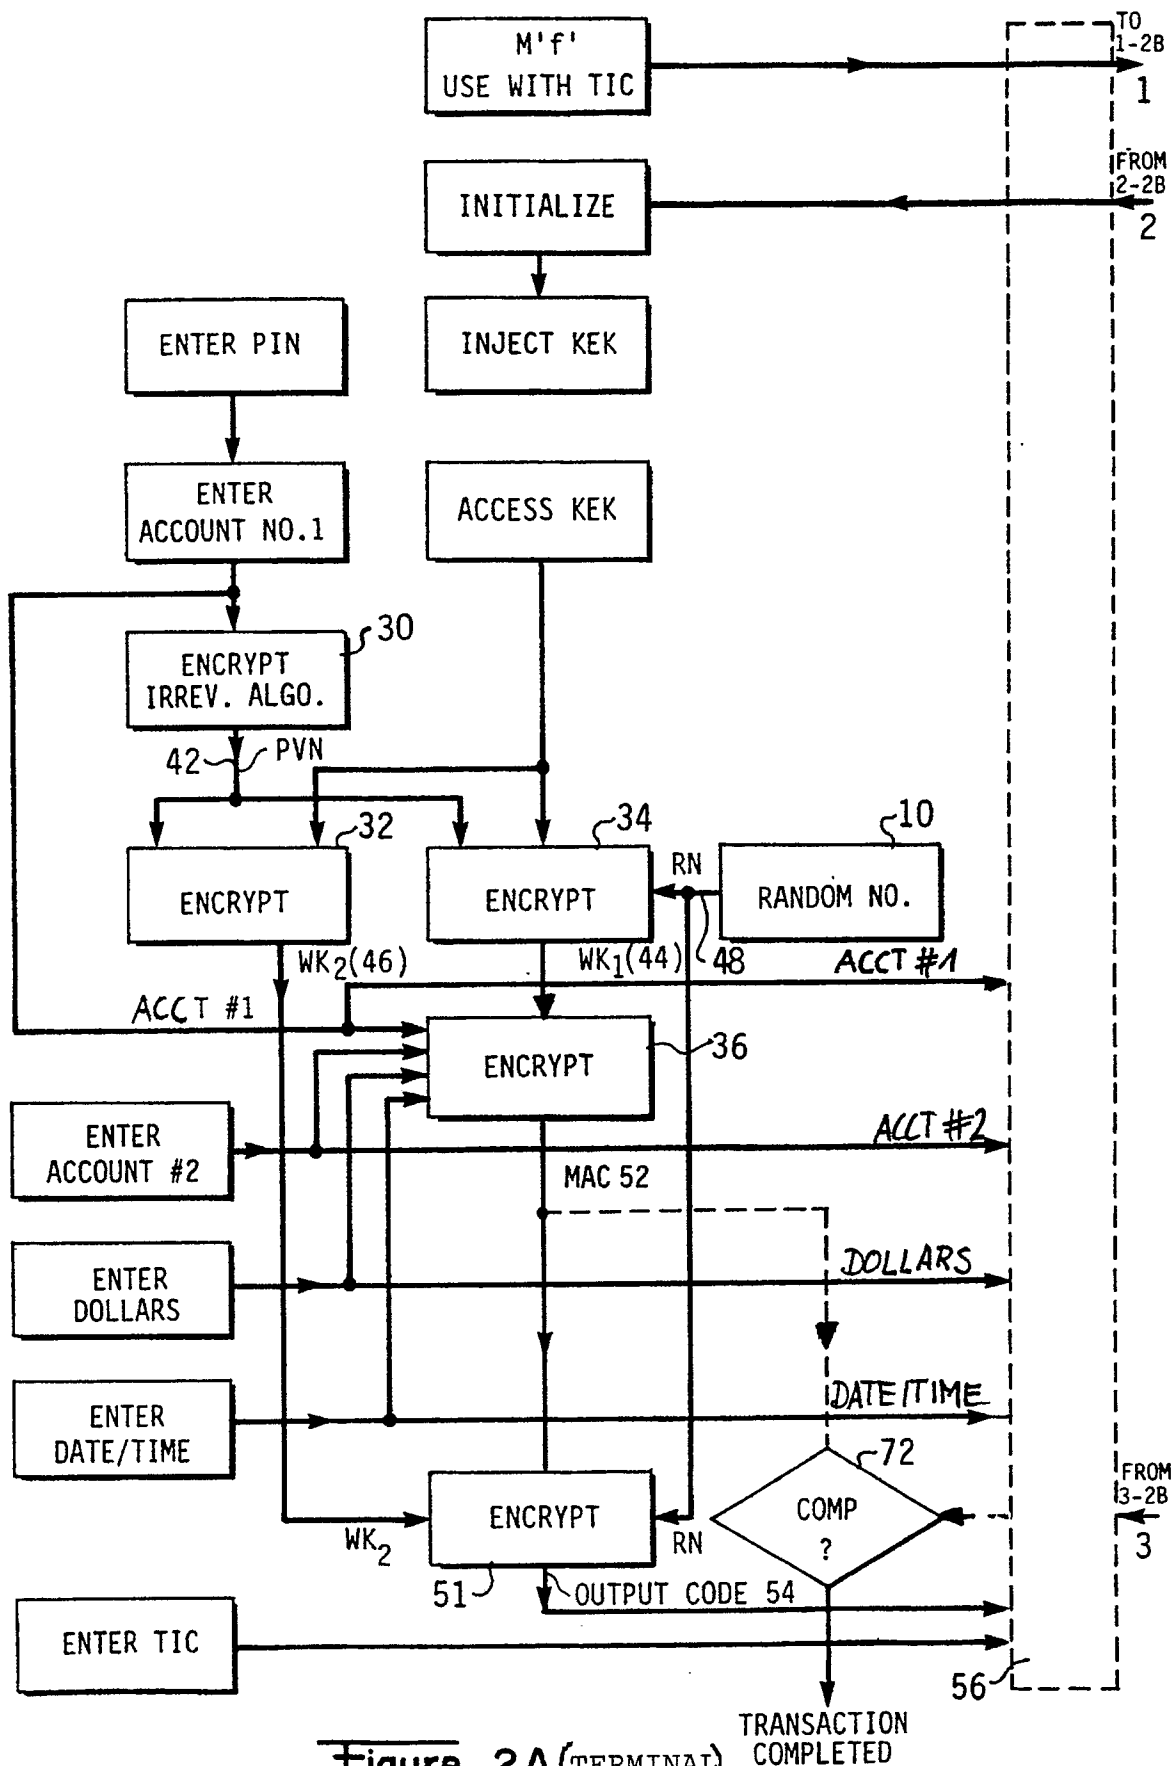 M'f'
USE WITH TIC
TO
1-2B
1
INITIALIZE
FROM
2-2B
2
ENTER PIN
INJECT KEK
ENTER
ACCOUNT NO.1
ACCESS KEK
ENCRYPT
IRREV. ALGO.
30
42
PVN
32
34
10
ENCRYPT
ENCRYPT
RN
RANDOM NO.
WK2(46)
WK1(44)
48
ACCT #1
ACCT #1
ENCRYPT
36
ENTER
ACCOUNT #2
ACCT #2
MAC 52
ENTER
DOLLARS
DOLLARS
ENTER
DATE/TIME
DATE/TIME
72
ENCRYPT
COMP
?
FROM
3-2B
3
WK2
RN
51
OUTPUT CODE 54
ENTER TIC
56
TRANSACTION
COMPLETED
Figure 2A (TERMINAL)